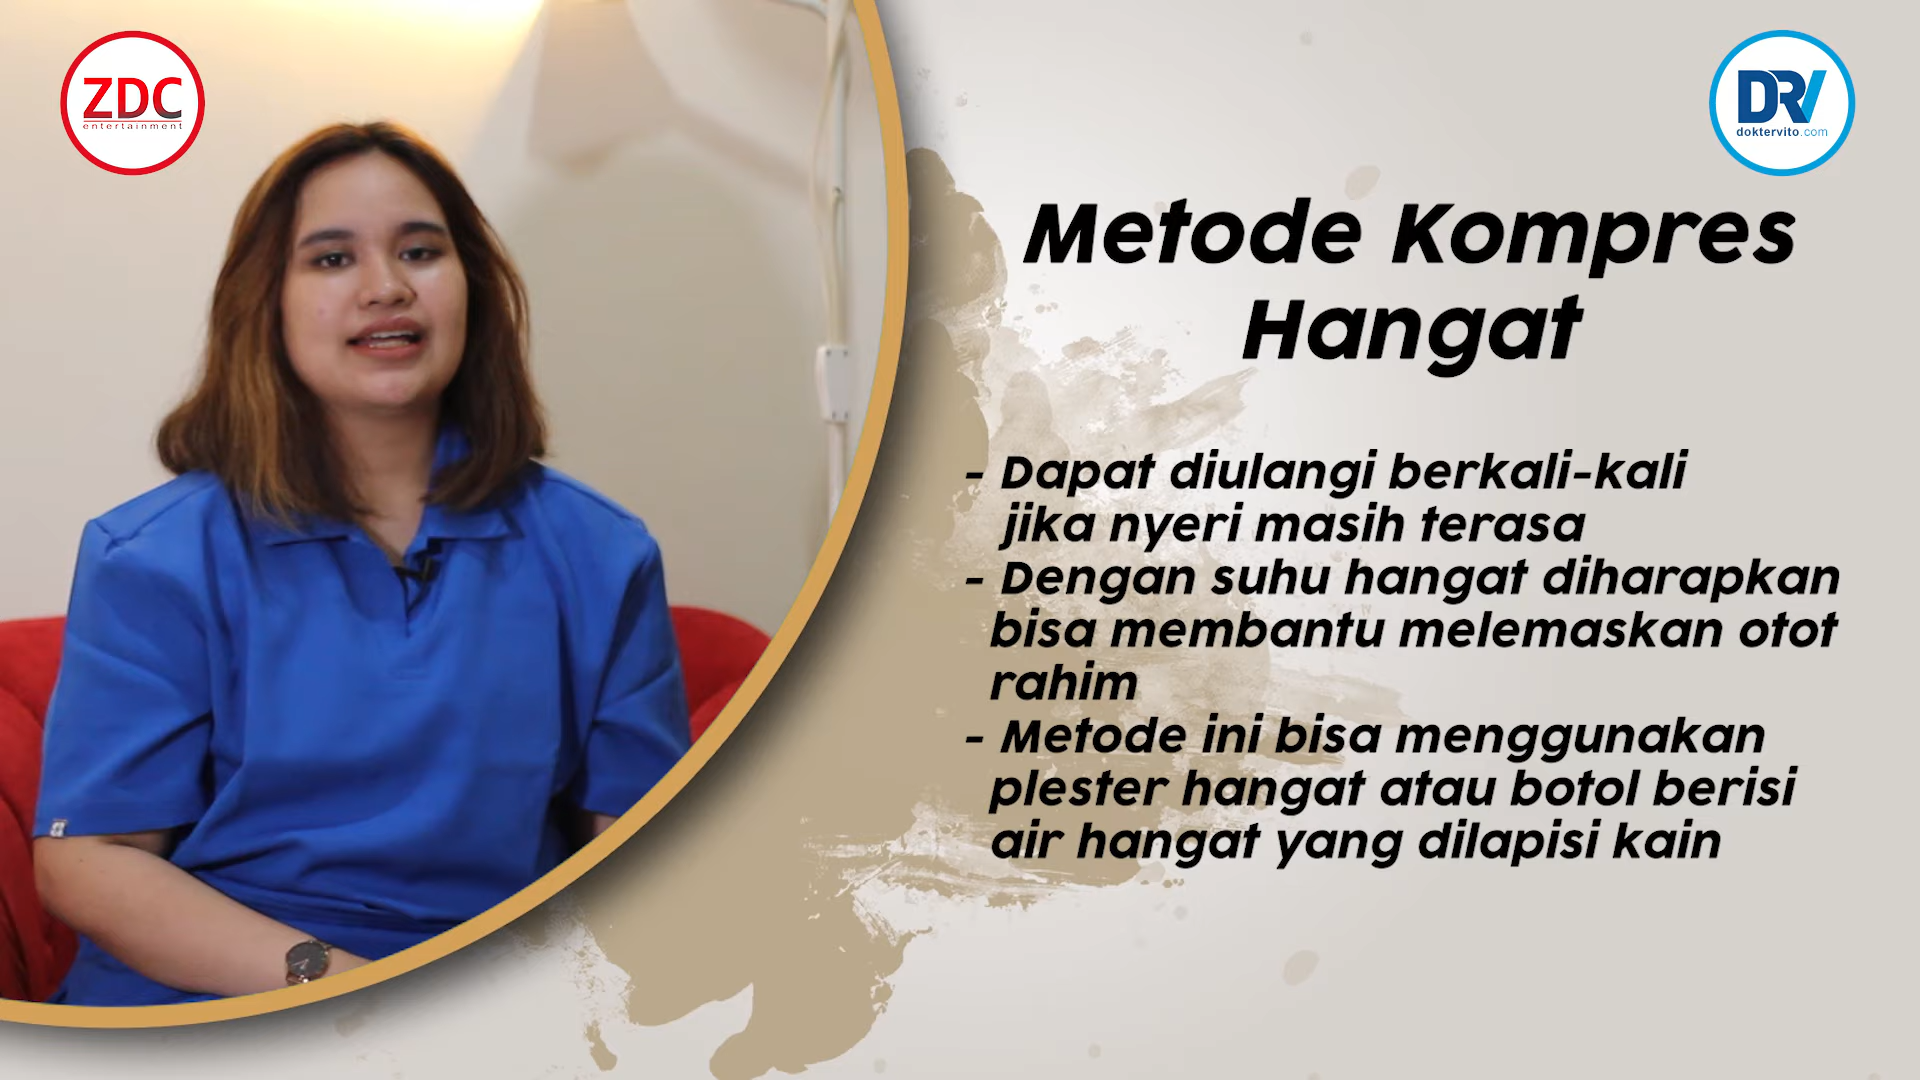 ZDC
entertainment
DRV
doktervito.com
Metode Kompres
Hangat
- Dapat diulangi berkali-kali
jika nyeri masih terasa
- Dengan suhu hangat diharapkan
bisa membantu melemaskan otot
rahim
- Metode ini bisa menggunakan
plester hangat atau botol berisi
air hangat yang dilapisi kain